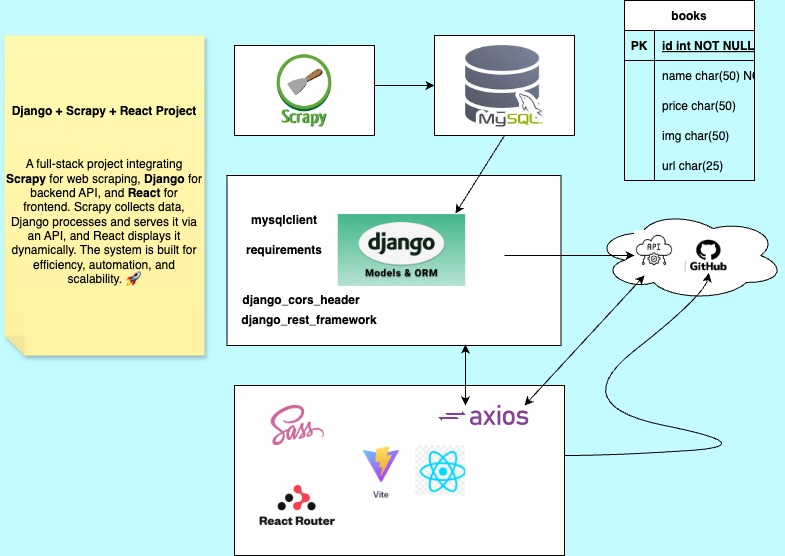 books
PK id int NOT NULL
name char(50) NO
price char(50)
img char(50)
url char(25)
Django + Scrapy + React Project
A full-stack project integrating
Scrapy for web scraping, Django for
backend API, and React for
frontend. Scrapy collects data,
Django processes and serves it via
an API, and React displays it
dynamically. The system is built for
efficiency, automation, and
scalability. 🚀
Scrapy
MySQL
mysqlclient
requirements
django
Models & ORM
django_cors_header
django_rest_framework
API
GitHub
Sass
axios
Vite
React Router